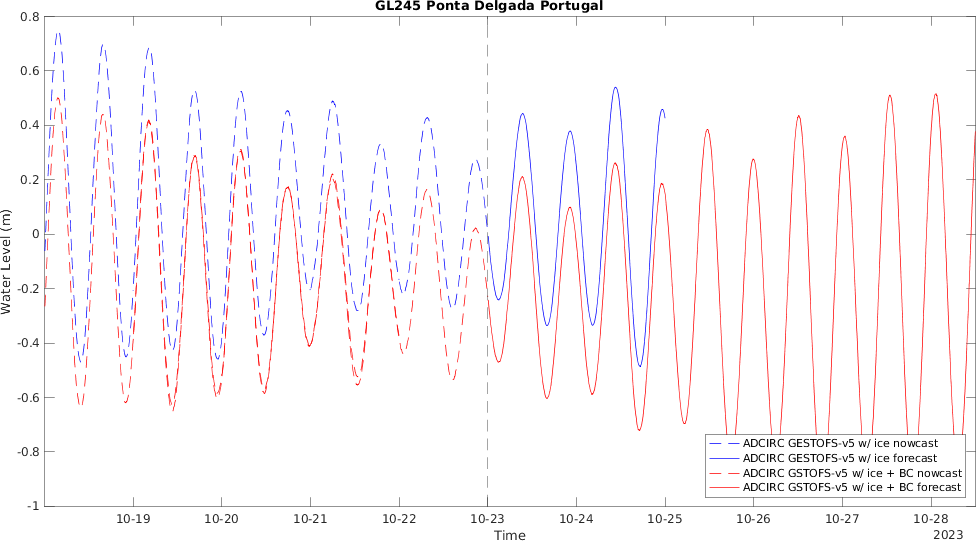 GL245 Ponta Delgada Portugal
0.8
0.6
0.4
0.2
0
-0.2
-0.4
-0.6
-0.8
-1
Water Level (m)
ADCIRC GESTOFS-v5 w/ ice nowcast
ADCIRC GESTOFS-v5 w/ ice forecast
ADCIRC GSTOFS-v5 w/ ice + BC nowcast
ADCIRC GSTOFS-v5 w/ ice + BC forecast
10-19 10-20 10-21 10-22 10-23 10-24 10-25 10-26 10-27 10-28
Time
2023